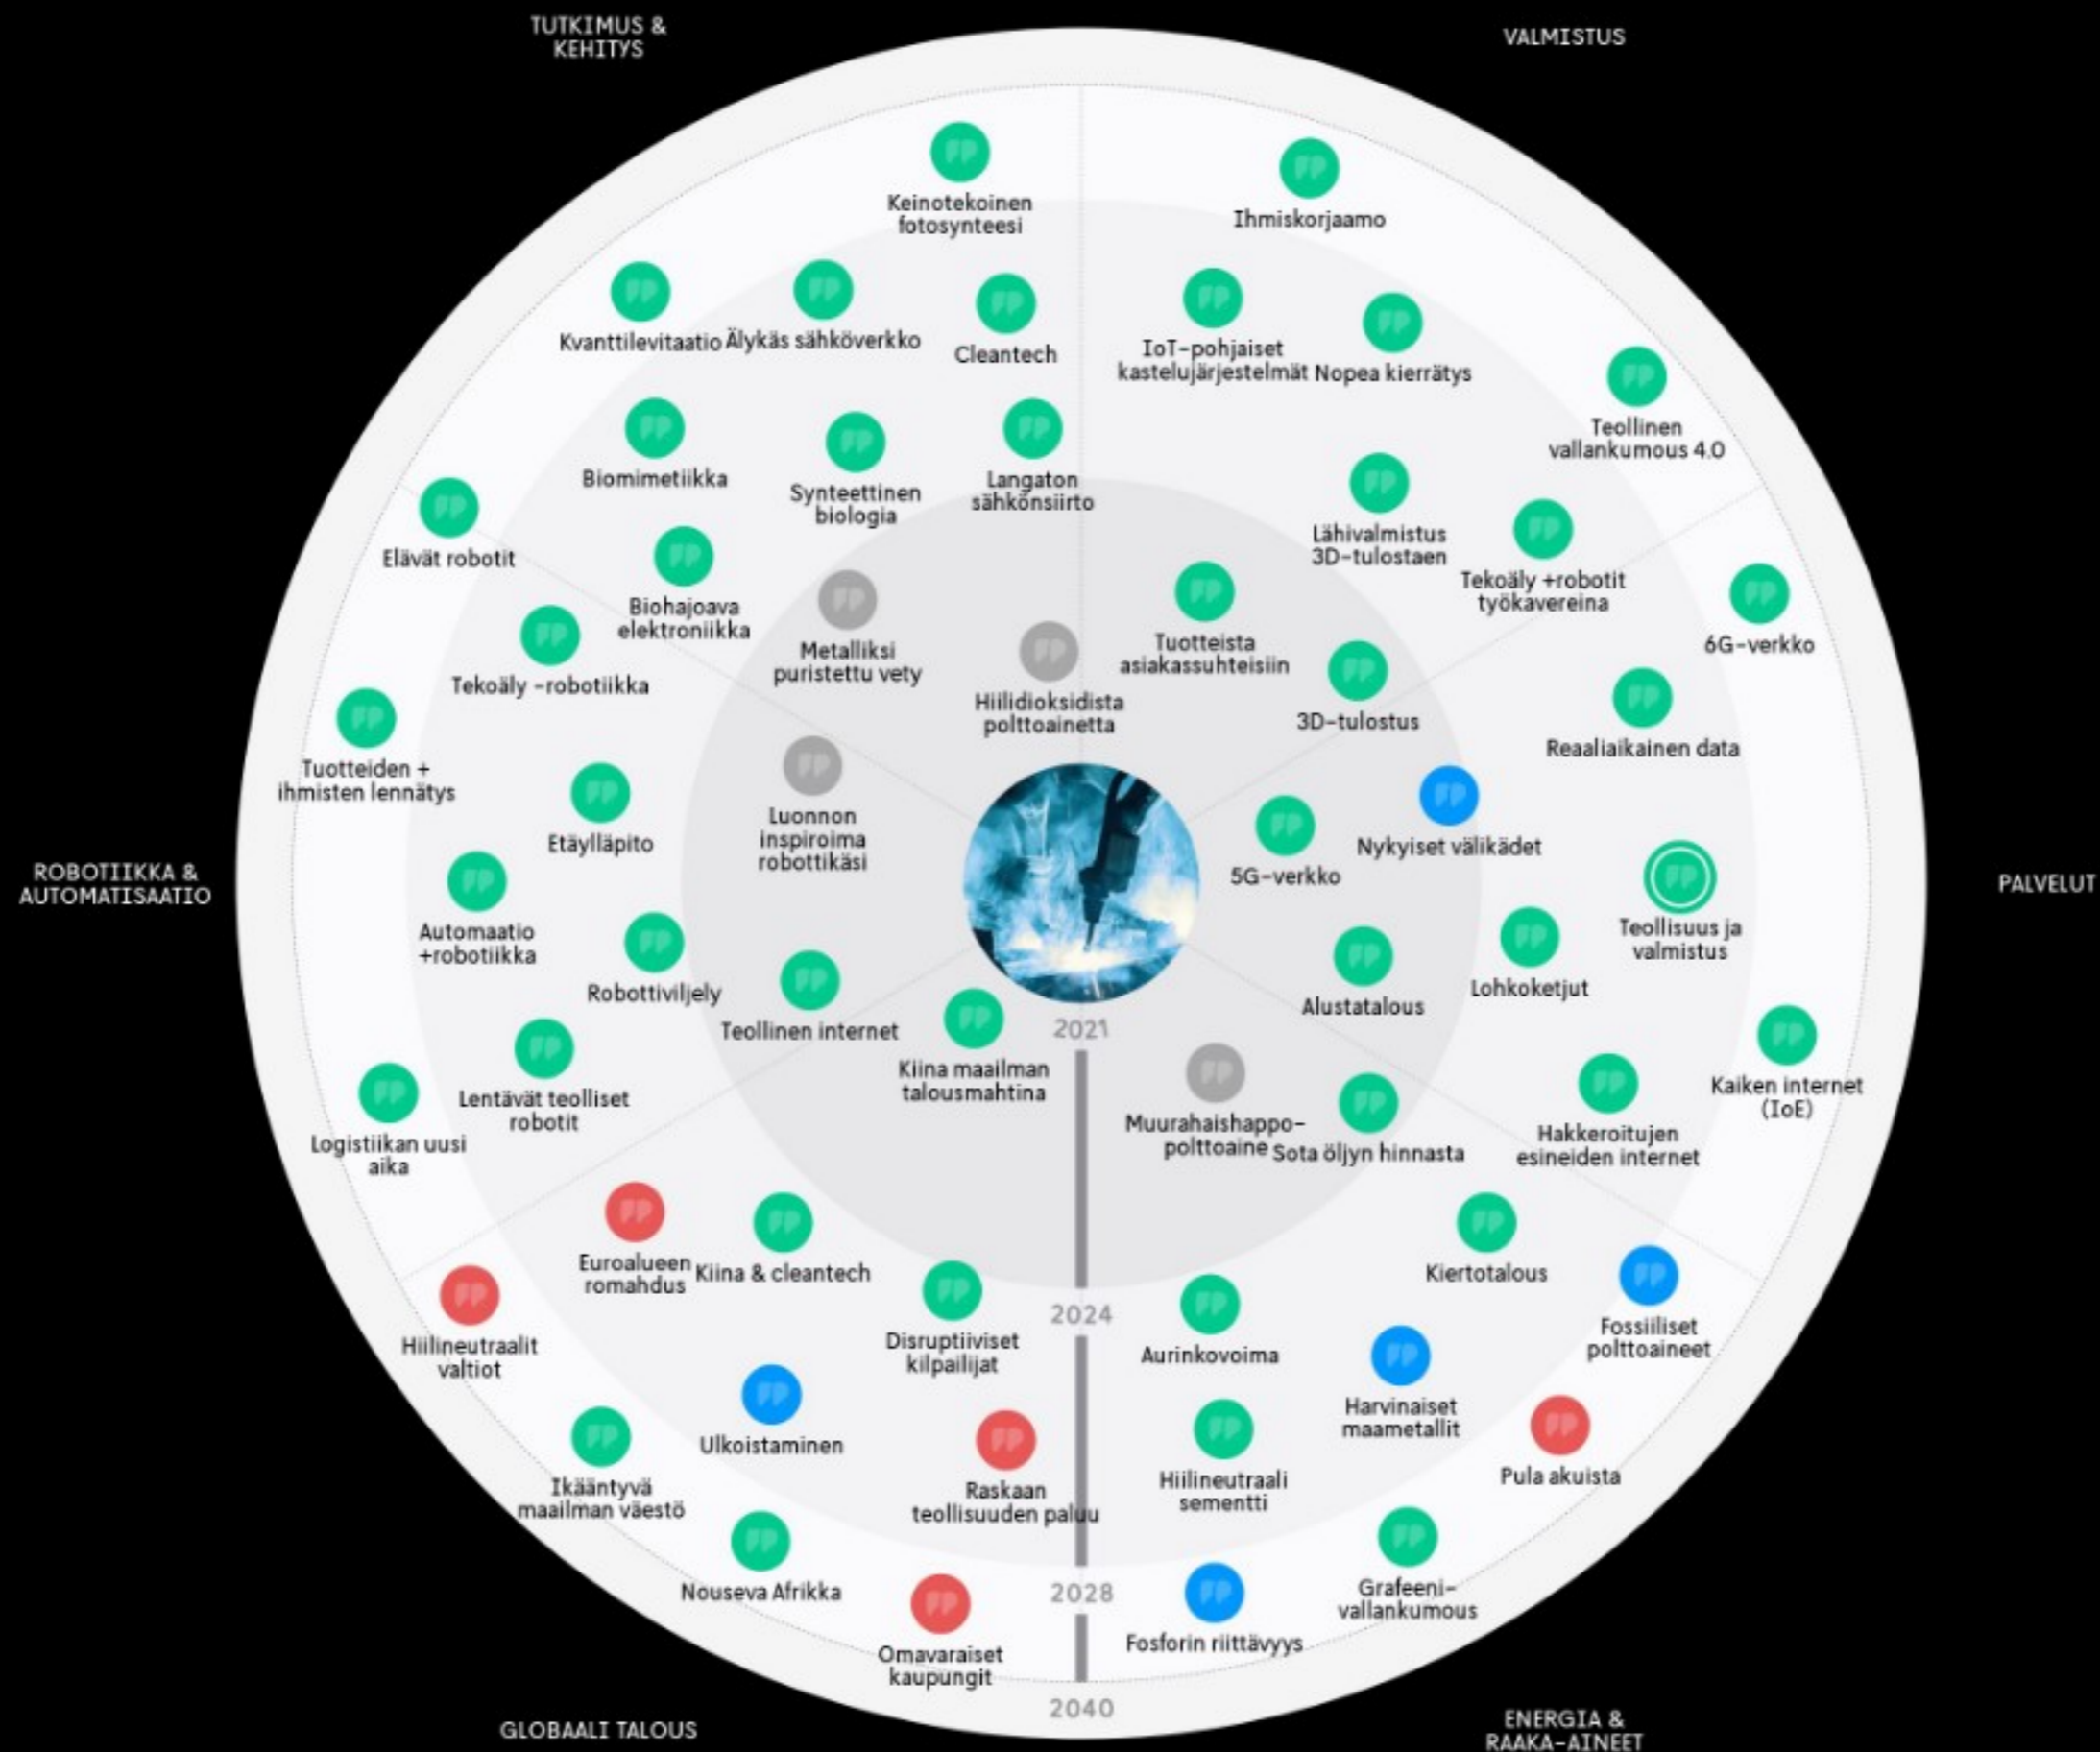 TUTKIMUS &
KEHITYS
VALMISTUS
Keinotekoinen
fotosynteesi
Ihmiskorjaamo
Kvanttilevitaatio
Älykäs sähköverkko
Cleantech
IoT-pohjaiset
kastelujärjestelmät
Nopea kierrätys
Teollinen
vallankumous 4.0
Biomimetiikka
Synteettinen
biologia
Langaton
sähkönsiirto
Lähivalmistus
3D-tulostaen
Elävät robotit
Tekoäly +robotit
työkavereina
Biohajoava
elektroniikka
Metalliksi
puristettu vety
Tuotteista
asiakassuhteisiin
6G-verkko
Tekoäly -robotiikka
Hiilidioksidista
polttoainetta
3D-tulostus
Reaaliaikainen data
Tuotteiden +
ihmisten lennätys
Etäylläpito
Luonnon
inspiroima
robottikäsi
5G-verkko
Nykyiset välikädet
ROBOTIIKKA &
AUTOMATISAATIO
PALVELUT
Automaatio
+robotiikka
Teollisuus ja
valmistus
Robottiviljely
Lohkoketjut
Alustatalous
Teollinen internet
2021
Kiina maailman
talousmahtina
Kaiken internet
(IoE)
Lentävät teolliset
robotit
Muurahaishappo-
polttoaine
Sota öljyn hinnasta
Hakkeroitujen
esineiden internet
Logistiikan uusi
aika
Euroalueen
romahdus
Kiina & cleantech
Kiertotalous
2024
Hiilineutraalit
valtiot
Disruptiiviset
kilpailijat
Aurinkovoima
Fossiiliset
polttoaineet
Harvinaiset
maametallit
Ulkoistaminen
Pula akuista
Ikääntyvä
maailman väestö
Raskaan
teollisuuden paluu
Hiilineutraali
sementti
Nouseva Afrikka
2028
Grafeeni-
vallankumous
Omavaraiset
kaupungit
Fosforin riittävyys
2040
GLOBAALI TALOUS
ENERGIA &
RAAKA-AINEET